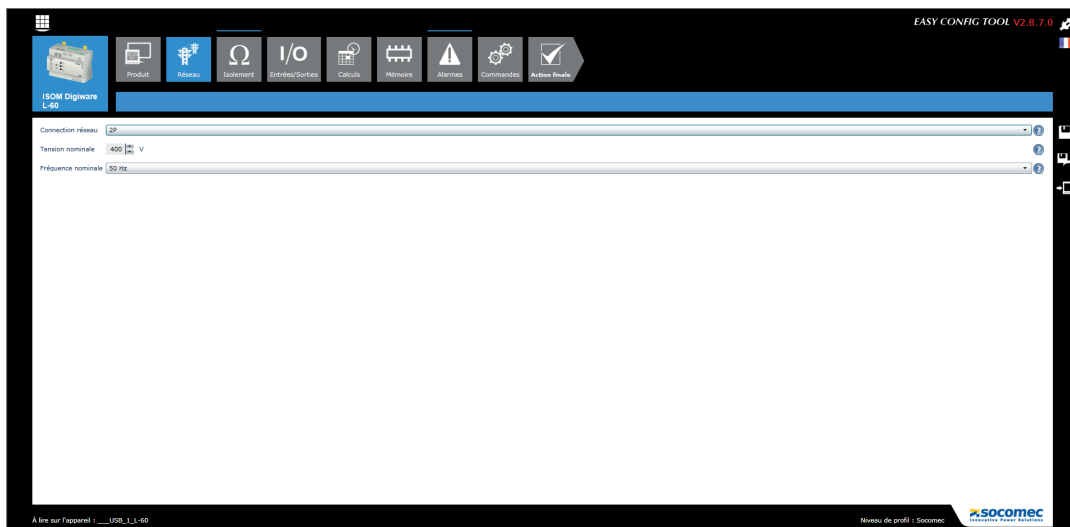 EASY CONFIG TOOL V2.8.7.0
Produit
Réseau
Ω
Isolement
I/O
Entrées/Sorties
Calculs
Mémoire
Alarmes
Commandes
Action finale
ISOM Digiware
L-60
Connection réseau 2P ?
Tension nominale 400 V ?
Fréquence nominale 50 Hz ?
À lire sur l'appareil : ___USB_1_L-60
Niveau de profil : Socomec
socomec
Innovative Power Solutions